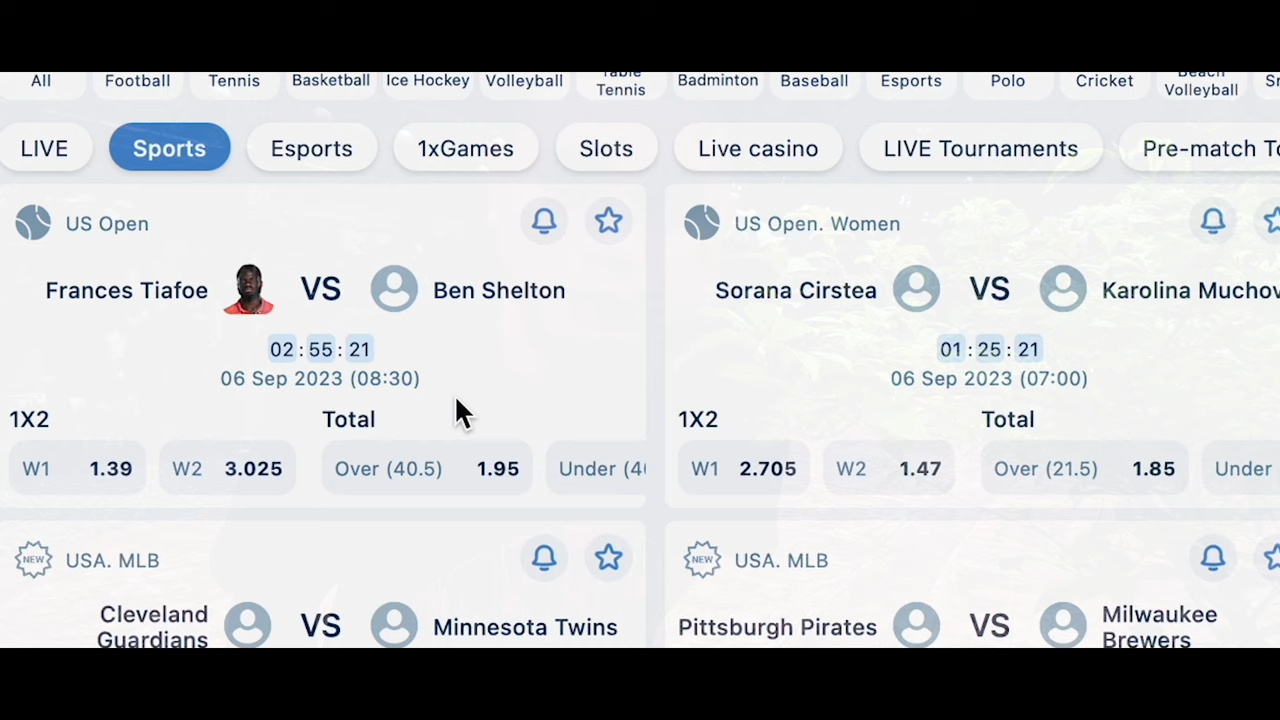 All Football Tennis Basketball Ice Hockey Volleyball Table Tennis Badminton Baseball Esports Polo Cricket Beach Volleyball
LIVE Sports Esports 1xGames Slots Live casino LIVE Tournaments Pre-match To
US Open
Frances Tiafoe VS Ben Shelton
02 : 55 : 21
06 Sep 2023 (08:30)
1X2 Total
W1 1.39 W2 3.025 Over (40.5) 1.95 Under (4
US Open. Women
Sorana Cirstea VS Karolina Muchov
01 : 25 : 21
06 Sep 2023 (07:00)
1X2 Total
W1 2.705 W2 1.47 Over (21.5) 1.85 Under
NEW USA. MLB
Cleveland
Guardians VS Minnesota Twins
NEW USA. MLB
Pittsburgh Pirates VS Milwaukee
Brewers